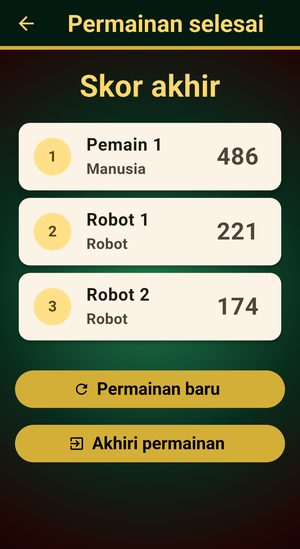 Permainan selesai
Skor akhir
1
Pemain 1
Manusia
486
2
Robot 1
Robot
221
3
Robot 2
Robot
174
Permainan baru
Akhiri permainan